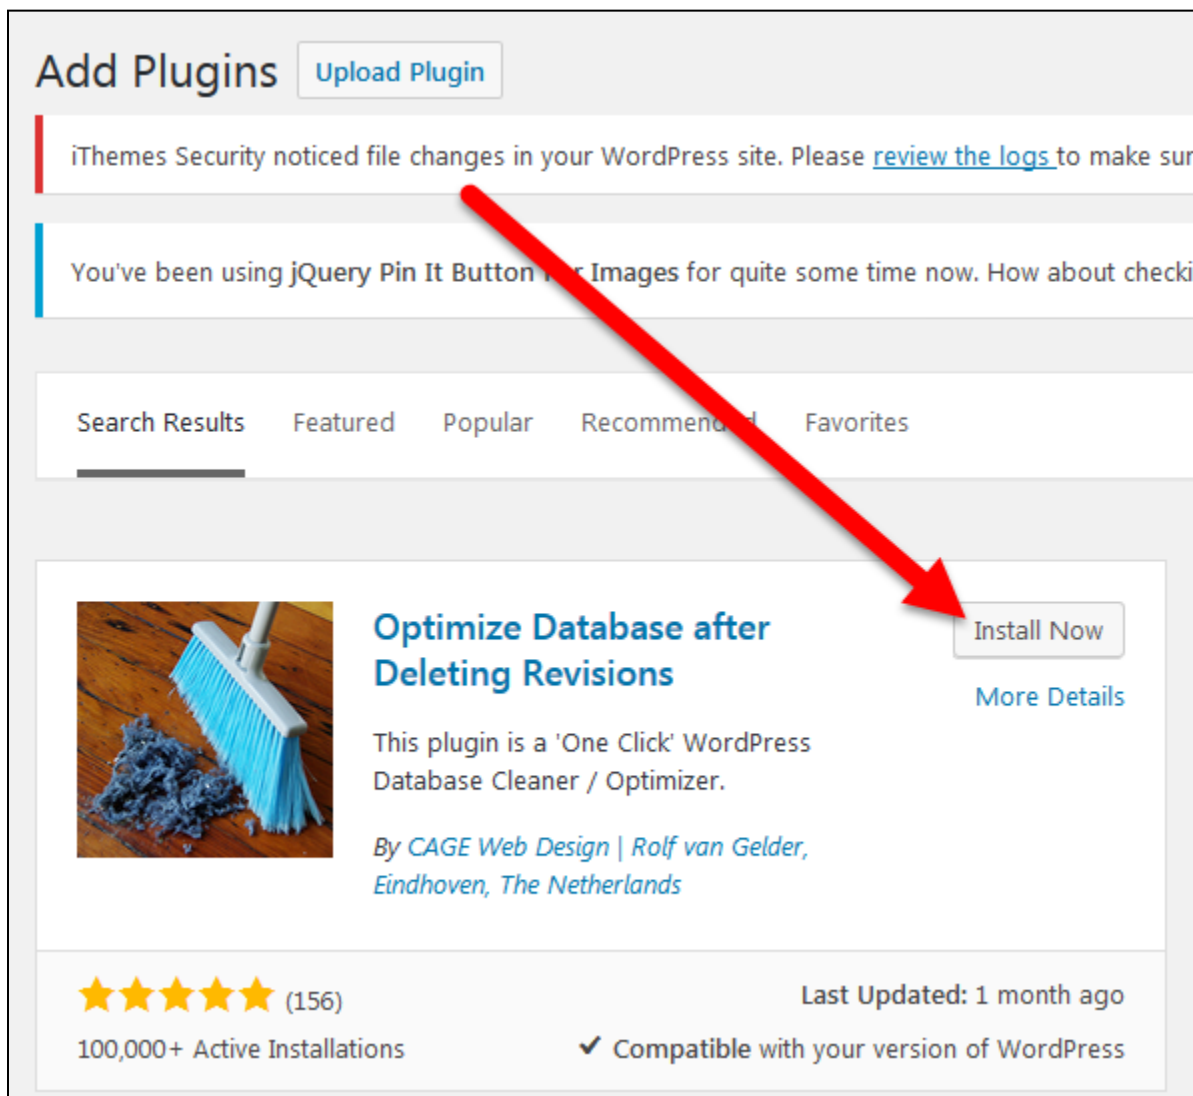 Add Plugins Upload Plugin
iThemes Security noticed file changes in your WordPress site. Please review the logs to make sur
You've been using jQuery Pin It Button Images for quite some time now. How about checki
Search Results Featured Popular Recommended Favorites
Optimize Database after
Deleting Revisions
Install Now
More Details
This plugin is a 'One Click' WordPress
Database Cleaner / Optimizer.
By CAGE Web Design | Rolf van Gelder,
Eindhoven, The Netherlands
(156)
Last Updated: 1 month ago
100,000+ Active Installations
Compatible with your version of WordPress